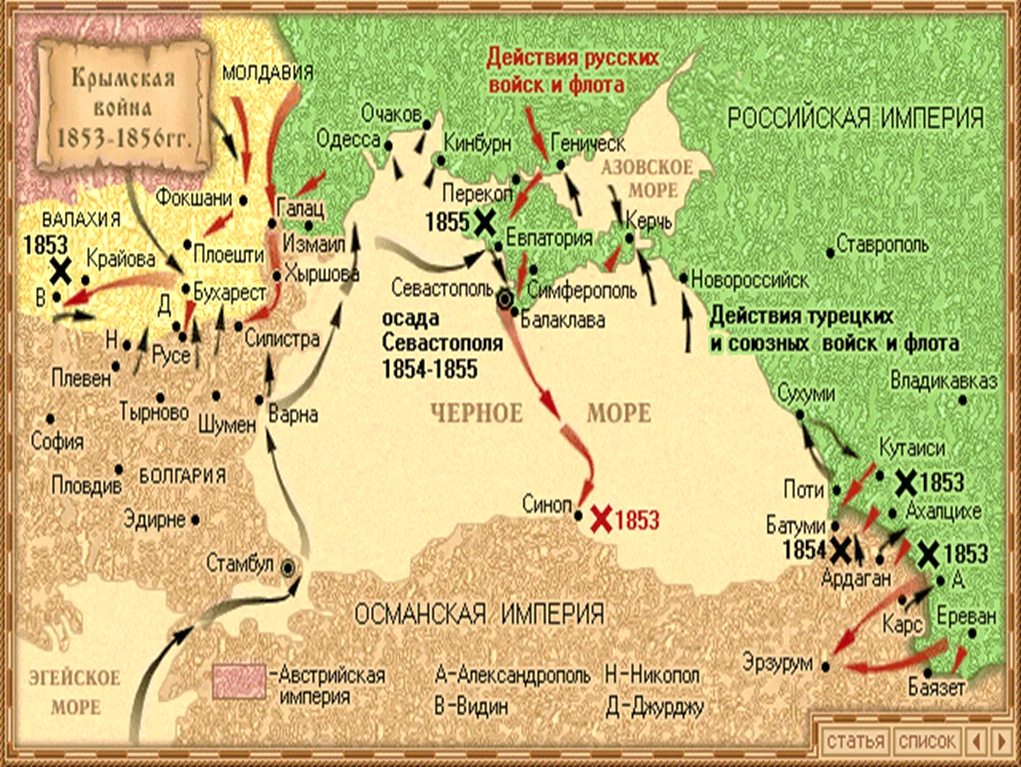 Крымская
война
1853-1856гг.
МОЛДАВИЯ
Действия русских
войск и флота
РОССИЙСКАЯ ИМПЕРИЯ
Очаков
Одесса
Кинбурн
Геническ
АЗОВСКОЕ
МОРЕ
Перекоп
1855
Керчь
Евпатория
Фокшани
Галац
Измаил
ВАЛАХИЯ
1853
Крайова
Плоешти
Хыршова
В
Бухарест
Д
Н
Русе
Силистра
Плевен
Тырново
Шумен
Варна
София
Пловдив
БОЛГАРИЯ
Эдирне
Стамбул
Севастополь
Симферополь
Балаклава
осада
Севастополя
1854-1855
Ставрополь
Новороссийск
Действия турецких
и союзных войск и флота
Владикавказ
ЧЕРНОЕ МОРЕ
Сухуми
Кутаиси
1853
Поти
Ахалцихе
Батуми
1854
1853
Ардаган
А
Карс
Ереван
Эрзурум
Баязет
Синоп
1853
ОСМАНСКАЯ ИМПЕРИЯ
ЭГЕЙСКОЕ
МОРЕ
-Австрийская
империя
А-Александрополь
В-Видин
Н-Никопол
Д-Джурджу
статья
список